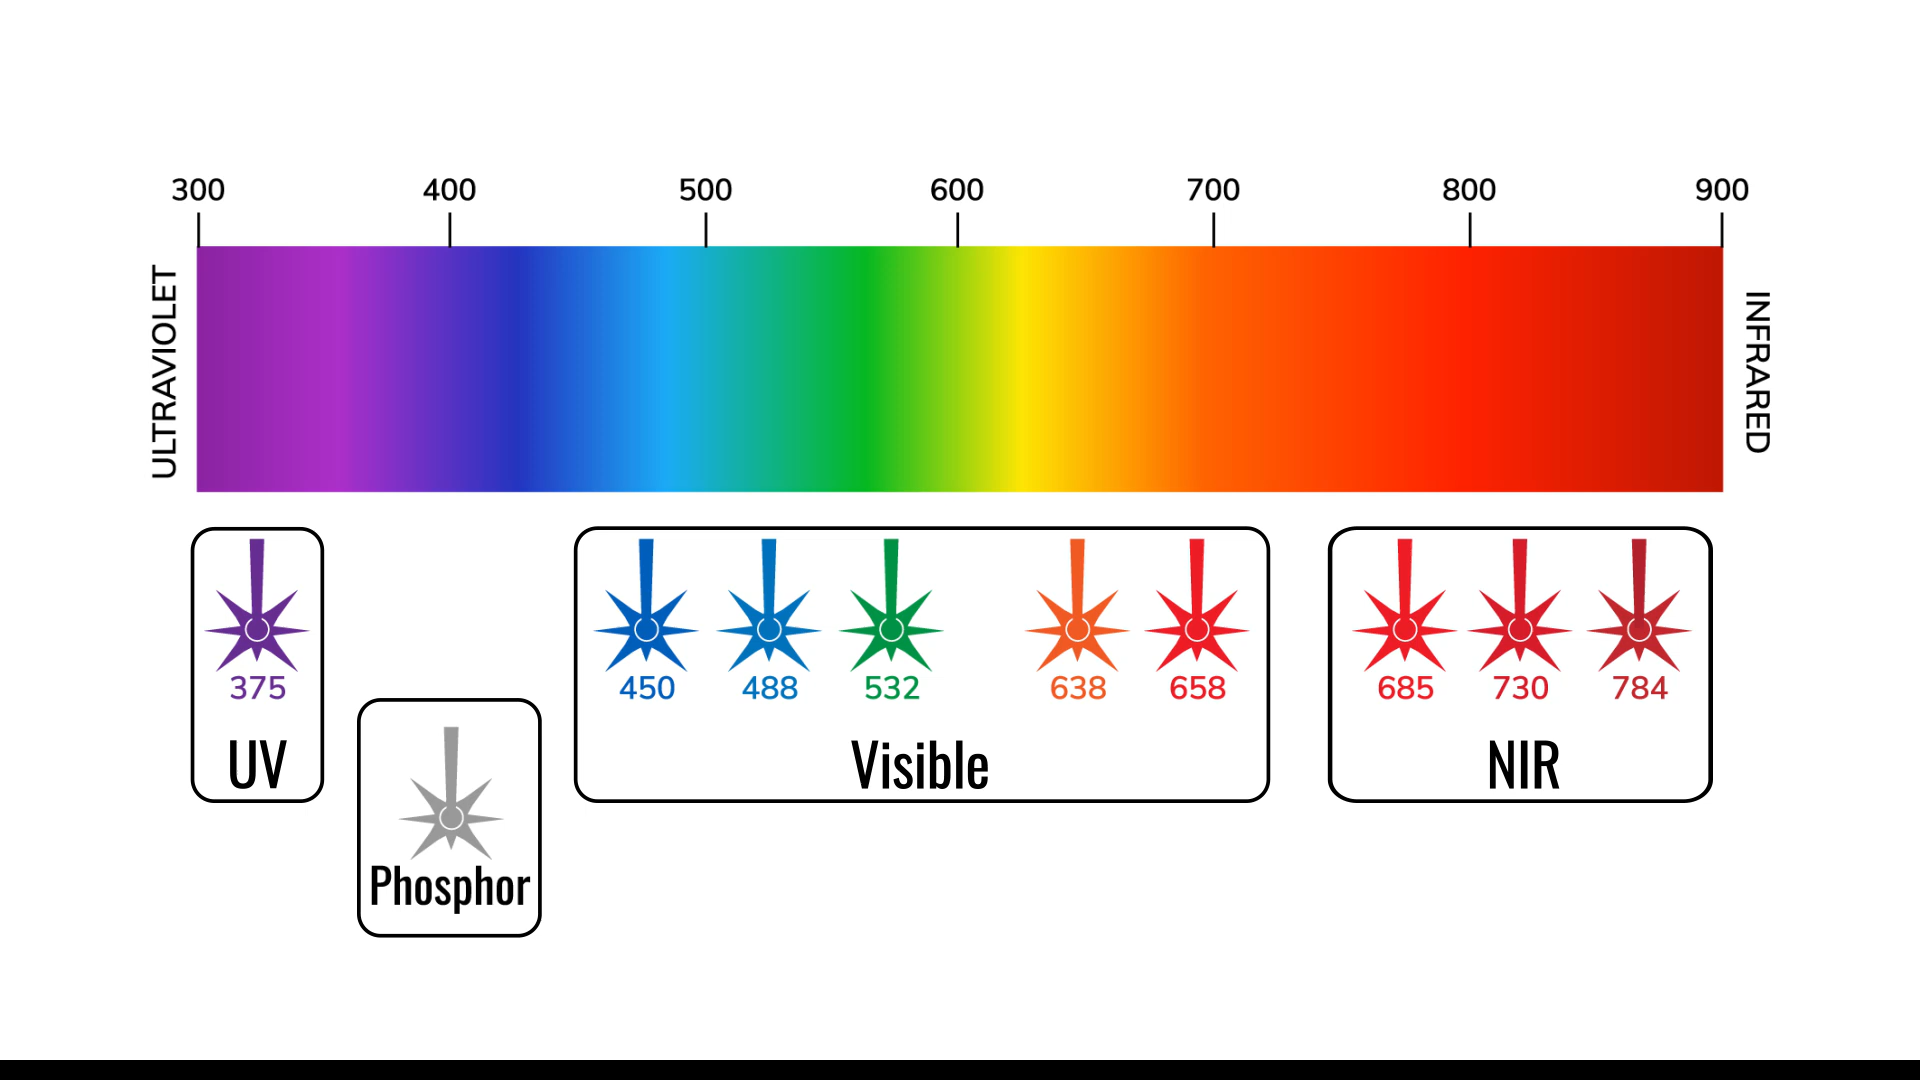 300 400 500 600 700 800 900
ULTRAVIOLET
INFRARED
375
UV
Phosphor
450 488 532 638 658
Visible
685 730 784
NIR